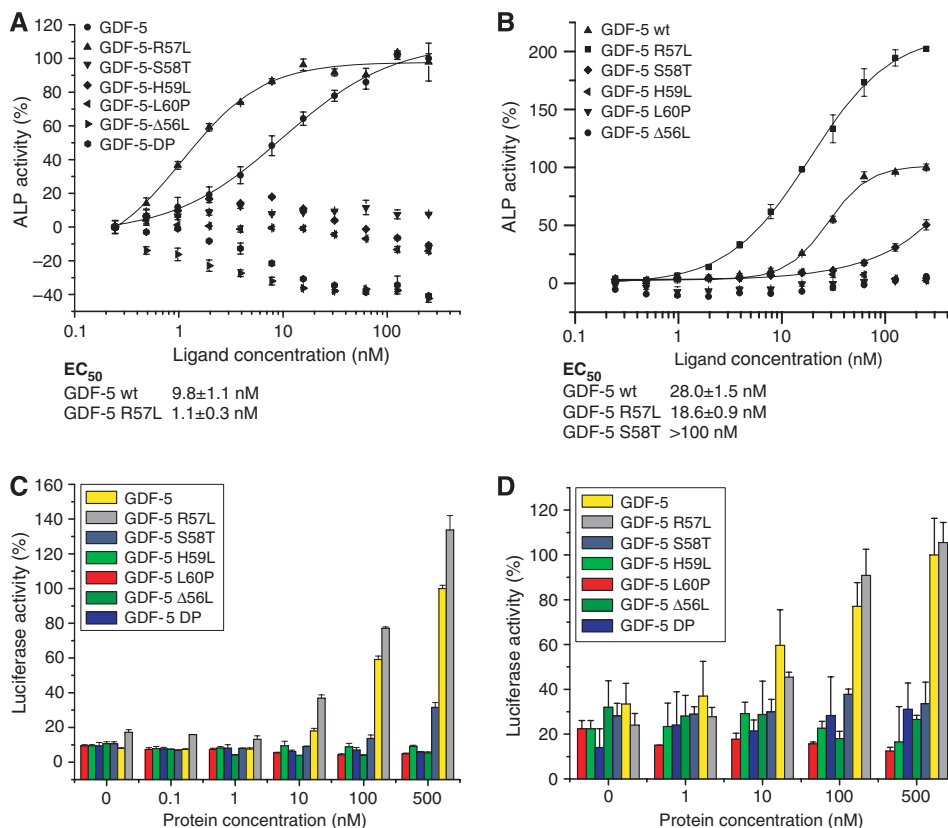 A
GDF-5
GDF-5-R57L
GDF-5-S58T
GDF-5-H59L
GDF-5-L60P
GDF-5-Δ56L
GDF-5-DP
ALP activity (%)
120
100
80
60
40
20
0
−20
−40
0.1
1
10
100
Ligand concentration (nM)
EC50
GDF-5 wt 9.8±1.1 nM
GDF-5 R57L 1.1±0.3 nM
B
GDF-5 wt
GDF-5 R57L
GDF-5 S58T
GDF-5 H59L
GDF-5 L60P
GDF-5 Δ56L
ALP activity (%)
200
150
100
50
0
0.1
1
10
100
Ligand concentration (nM)
EC50
GDF-5 wt 28.0±1.5 nM
GDF-5 R57L 18.6±0.9 nM
GDF-5 S58T >100 nM
C
GDF-5
GDF-5 R57L
GDF-5 S58T
GDF-5 H59L
GDF-5 L60P
GDF-5 Δ56L
GDF- 5 DP
Luciferase activity (%)
160
140
120
100
80
60
40
20
0
0
0.1
1
10
100
500
Protein concentration (nM)
D
GDF-5
GDF-5 R57L
GDF-5 S58T
GDF-5 H59L
GDF-5 L60P
GDF-5 Δ56L
GDF-5 DP
Luciferase activity (%)
120
100
80
60
40
20
0
0
1
10
100
500
Protein concentration (nM)